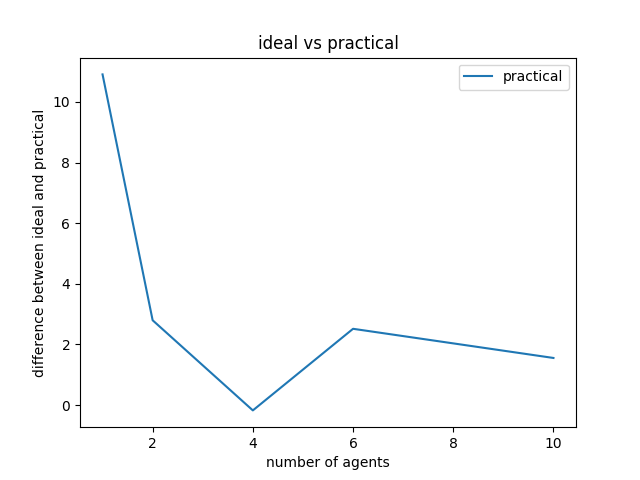 ideal vs practical
practical
difference between ideal and practical
10
8
6
4
2
0
2
4
6
8
10
number of agents